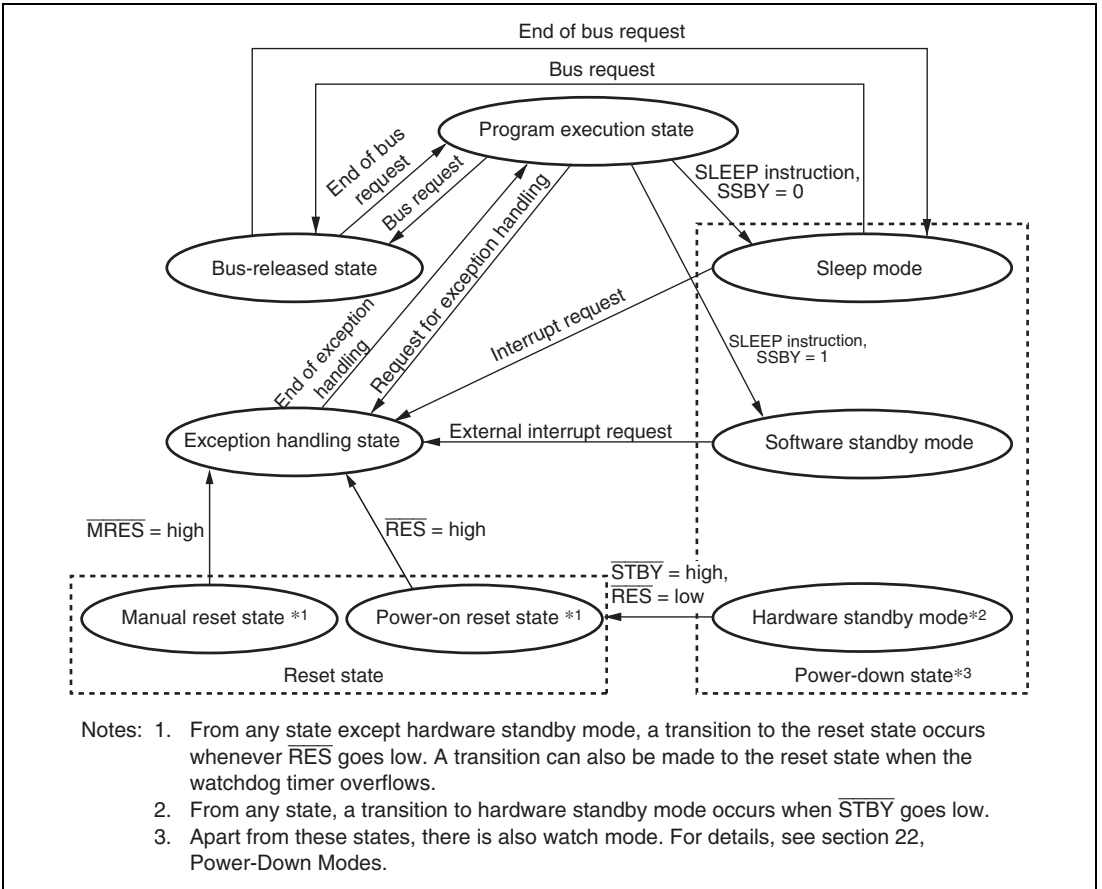 End of bus request
Bus request
Program execution state
End of bus
request
Bus request
SLEEP instruction,
SSBY = 0
Bus-released state
Sleep mode
End of exception
handling
Request for exception handling
Interrupt request
SLEEP instruction,
SSBY = 1
Exception handling state
External interrupt request
Software standby mode
M̅R̅E̅S̅ = high
R̅E̅S̅ = high
S̅T̅B̅Y̅ = high,
R̅E̅S̅ = low
Manual reset state *1
Power-on reset state *1
Hardware standby mode*2
Reset state
Power-down state*3
Notes: 1. From any state except hardware standby mode, a transition to the reset state occurs
whenever R̅E̅S̅ goes low. A transition can also be made to the reset state when the
watchdog timer overflows.
2. From any state, a transition to hardware standby mode occurs when S̅T̅B̅Y̅ goes low.
3. Apart from these states, there is also watch mode. For details, see section 22,
Power-Down Modes.